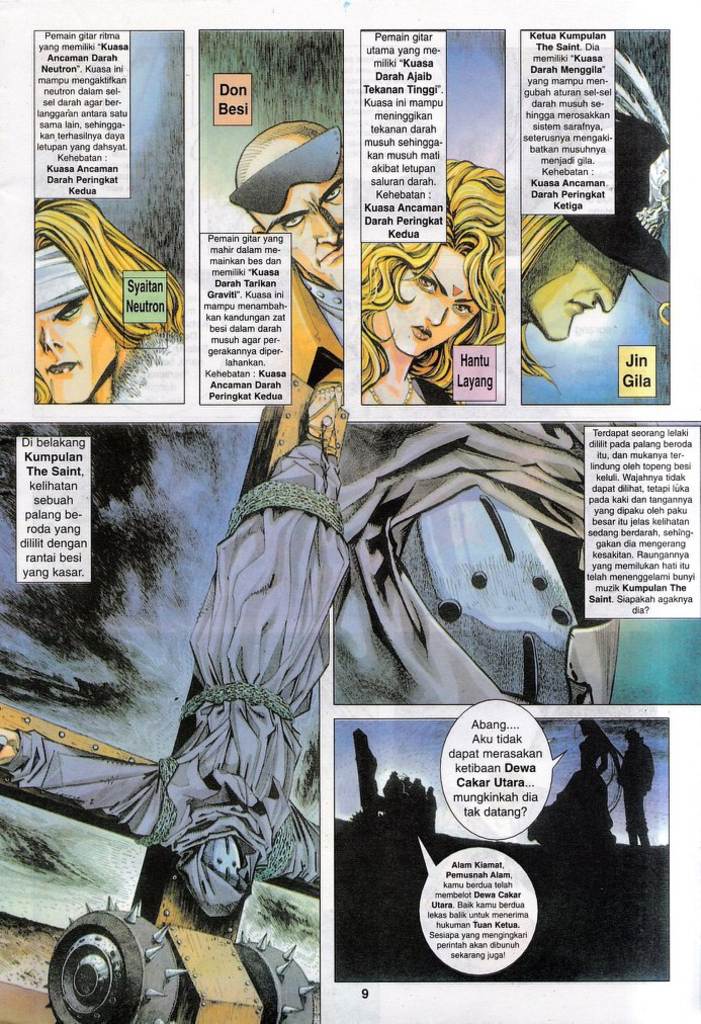 Pemain gitar ritma
yang memiliki "Kuasa
Ancaman Darah
Neutron". Kuasa ini
mampu mengaktifkan
neutron dalam sel-
sel darah agar ber-
langgaran antara satu
sama lain, sehingga-
kan terhasilnya daya
letupan yang dahsyat.
Kehebatan :
Kuasa Ancaman
Darah Peringkat
Kedua
Syaitan
Neutron
Don
Besi
Pemain gitar yang
mahir dalam me-
mainkan bes dan
memiliki "Kuasa
Darah Tarikan
Graviti". Kuasa ini
mampu menambah-
kan kandungan zat
besi dalam darah
musuh agar per-
gerakannya diper-
lahankan.
Kehebatan : Kuasa
Ancaman Darah
Peringkat Kedua
Pemain gitar
utama yang me-
miliki "Kuasa
Darah Ajaib
Tekanan Tinggi".
Kuasa ini mampu
meninggikan
tekanan darah
musuh sehingga-
kan musuh mati
akibat letupan
saluran darah.
Kehebatan :
Kuasa Ancaman
Darah Peringkat
Kedua
Hantu
Layang
Ketua Kumpulan
The Saint. Dia
memiliki "Kuasa
Darah Menggila"
yang mampu men-
gubah aturan sel-sel
darah musuh se-
hingga merosakkan
sistem sarafnya,
seterusnya mengaki-
batkan musuhnya
menjadi gila.
Kehebatan :
Kuasa Ancaman
Darah Peringkat
Ketiga
Jin
Gila
Di belakang
Kumpulan
The Saint,
kelihatan
sebuah
palang be-
roda yang
dililit dengan
rantai besi
yang kasar.
Terdapat seorang lelaki
dililit pada palang beroda
itu, dan mukanya ter-
lindung oleh topeng besi
keluli. Wajahnya tidak
dapat dilihat, tetapi luka
pada kaki dan tangannya
yang dipaku oleh paku
besar itu jelas kelihatan
sedang berdarah, sehing-
gakan dia mengerang
kesakitan. Raungannya
yang memilukan hati itu
telah menenggelami bunyi
muzik Kumpulan The
Saint. Siapakah agaknya
dia?
Abang....
Aku tidak
dapat merasakan
ketibaan Dewa
Cakar Utara...
mungkinkah dia
tak datang?
Alam Kiamat,
Pemusnah Alam,
kamu berdua telah
membelot Dewa Cakar
Utara. Baik kamu berdua
lekas balik untuk menerima
hukuman Tuan Ketua.
Sesiapa yang mengingkari
perintah akan dibunuh
sekarang juga!
9